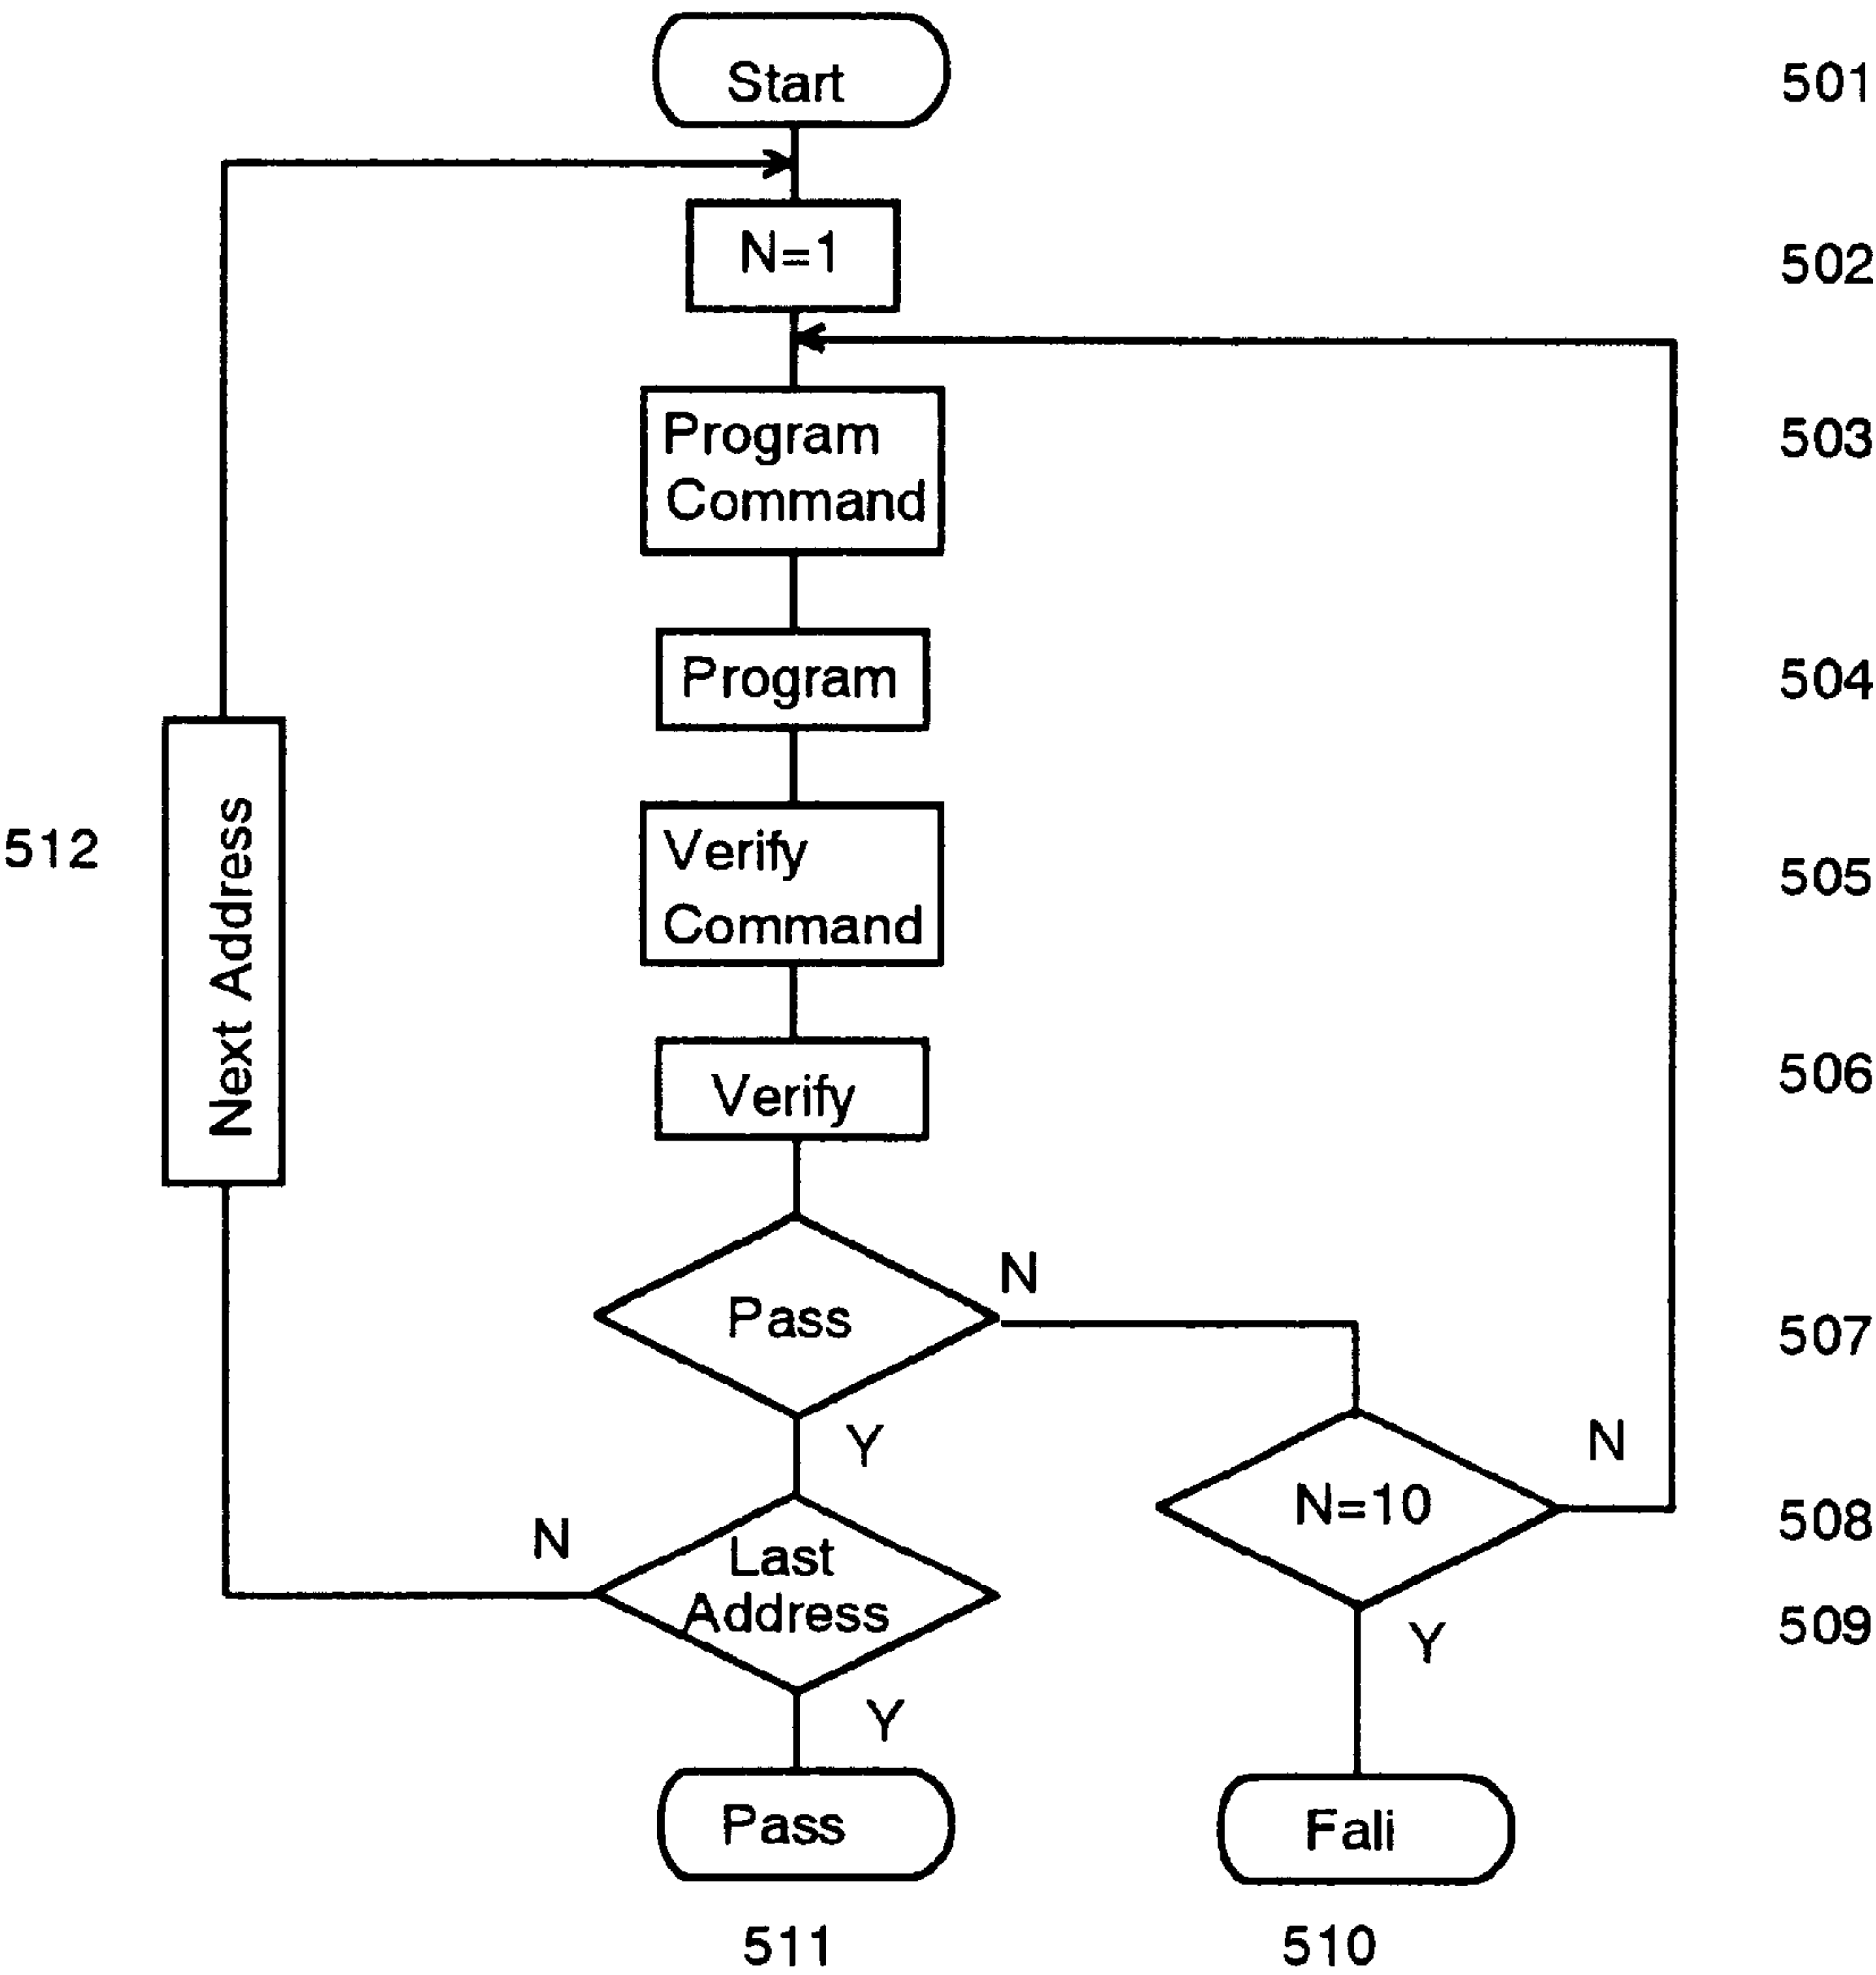 Start
501
N=1
502
Program
Command
503
Program
504
Verify
Command
505
Next Address
512
Verify
506
Pass
N
507
Y
N=10
N
508
Last
Address
N
509
Y
Y
Pass
Fali
511
510